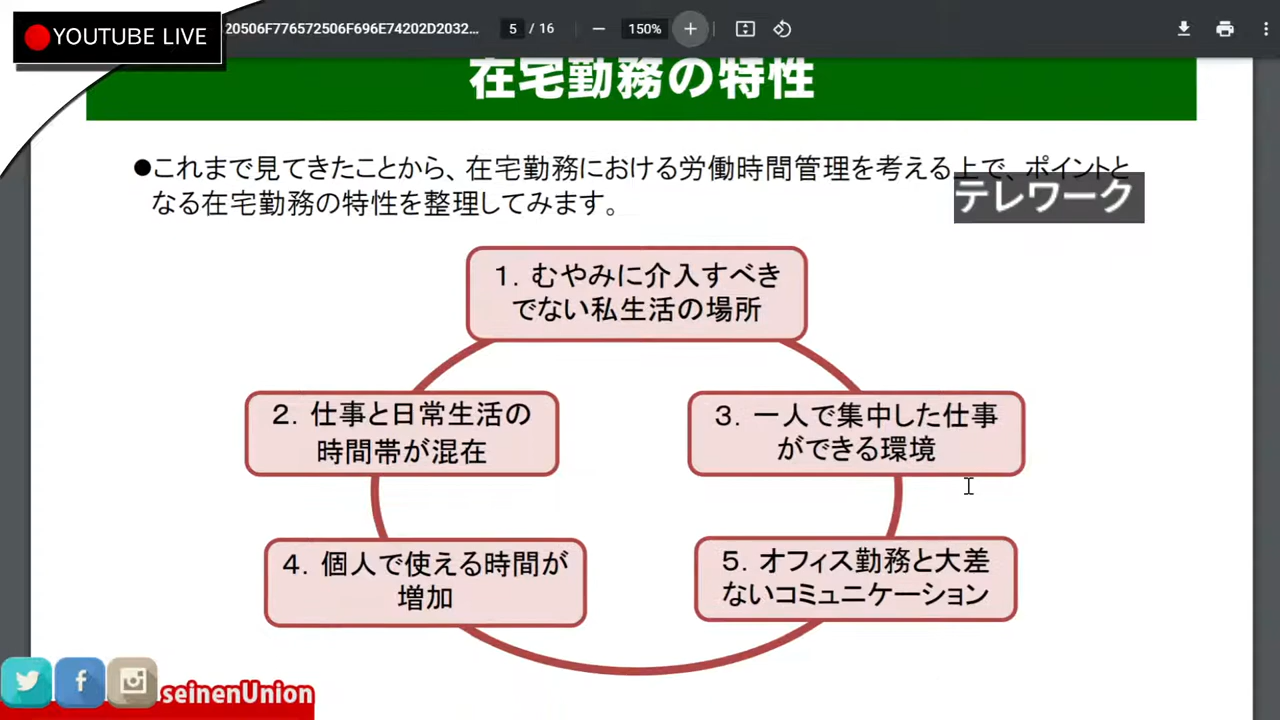 YOUTUBE LIVE
20506F776572506F696E74202D2032...
5 / 16
150%
在宅勤務の特性
●これまで見てきたことから、在宅勤務における労働時間管理を考える上で、ポイントと
なる在宅勤務の特性を整理してみます。
テレワーク
1．むやみに介入すべき
でない私生活の場所
2．仕事と日常生活の
時間帯が混在
3．一人で集中した仕事
ができる環境
4．個人で使える時間が
増加
5．オフィス勤務と大差
ないコミュニケーション
seinenUnion